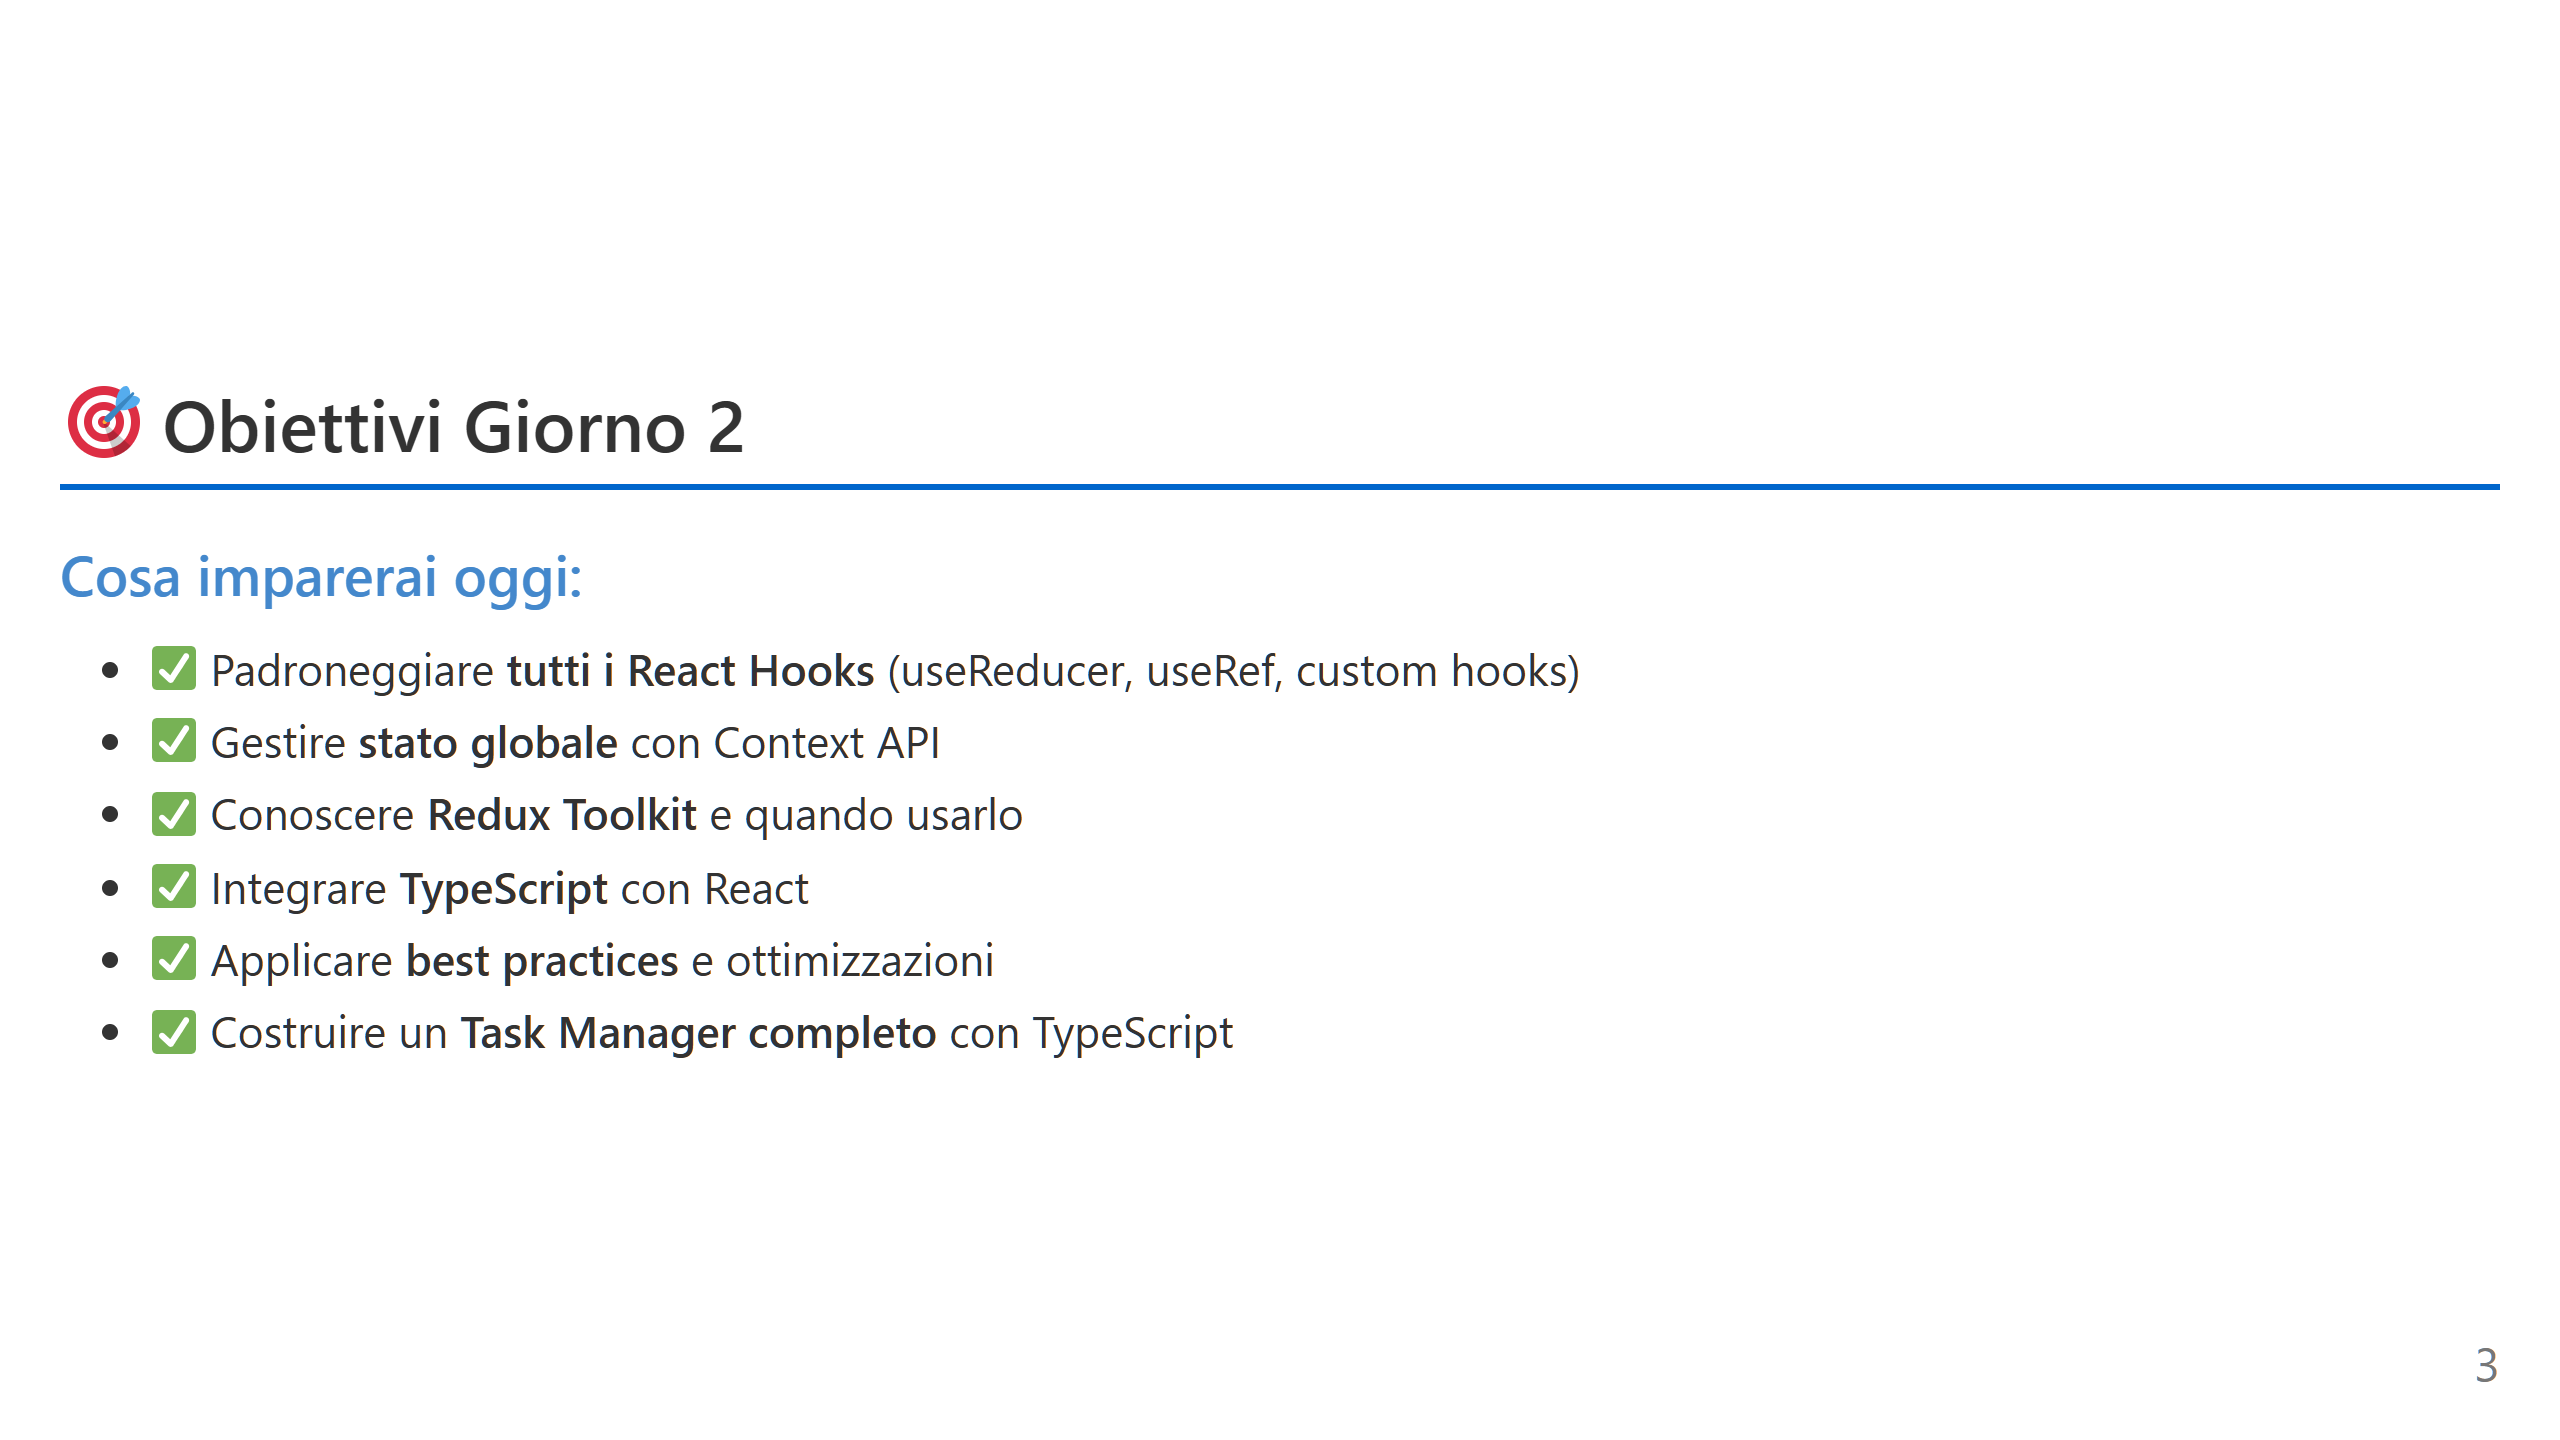 🎯 Obiettivi Giorno 2
Cosa imparerai oggi:
• ✅ Padroneggiare tutti i React Hooks (useReducer, useRef, custom hooks)
• ✅ Gestire stato globale con Context API
• ✅ Conoscere Redux Toolkit e quando usarlo
• ✅ Integrare TypeScript con React
• ✅ Applicare best practices e ottimizzazioni
• ✅ Costruire un Task Manager completo con TypeScript
3